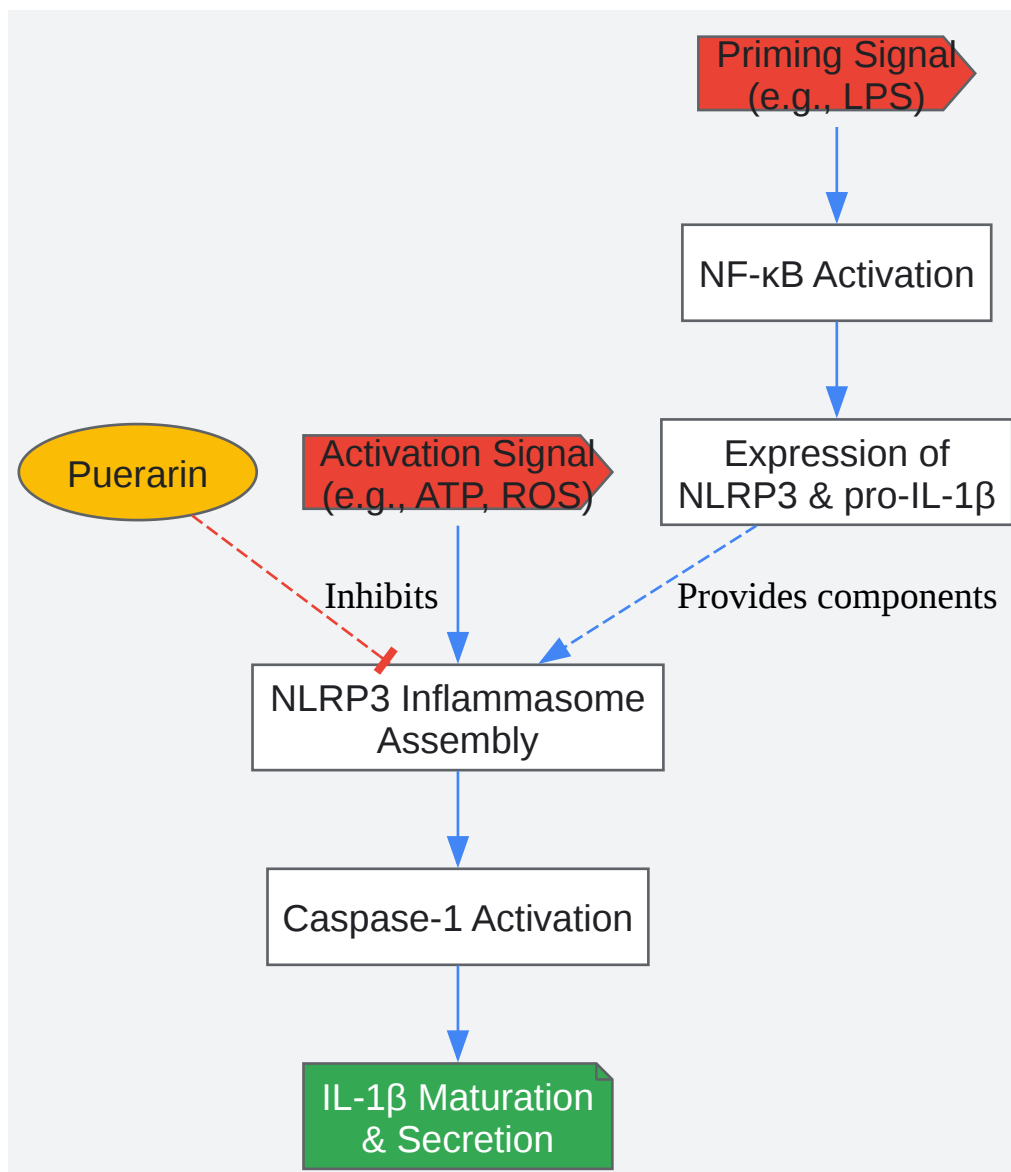 Priming Signal
(e.g., LPS)
NF-κB Activation
Expression of
NLRP3 & pro-IL-1β
Activation Signal
(e.g., ATP, ROS)
Puerarin
Inhibits
Provides components
NLRP3 Inflammasome
Assembly
Caspase-1 Activation
IL-1β Maturation
& Secretion